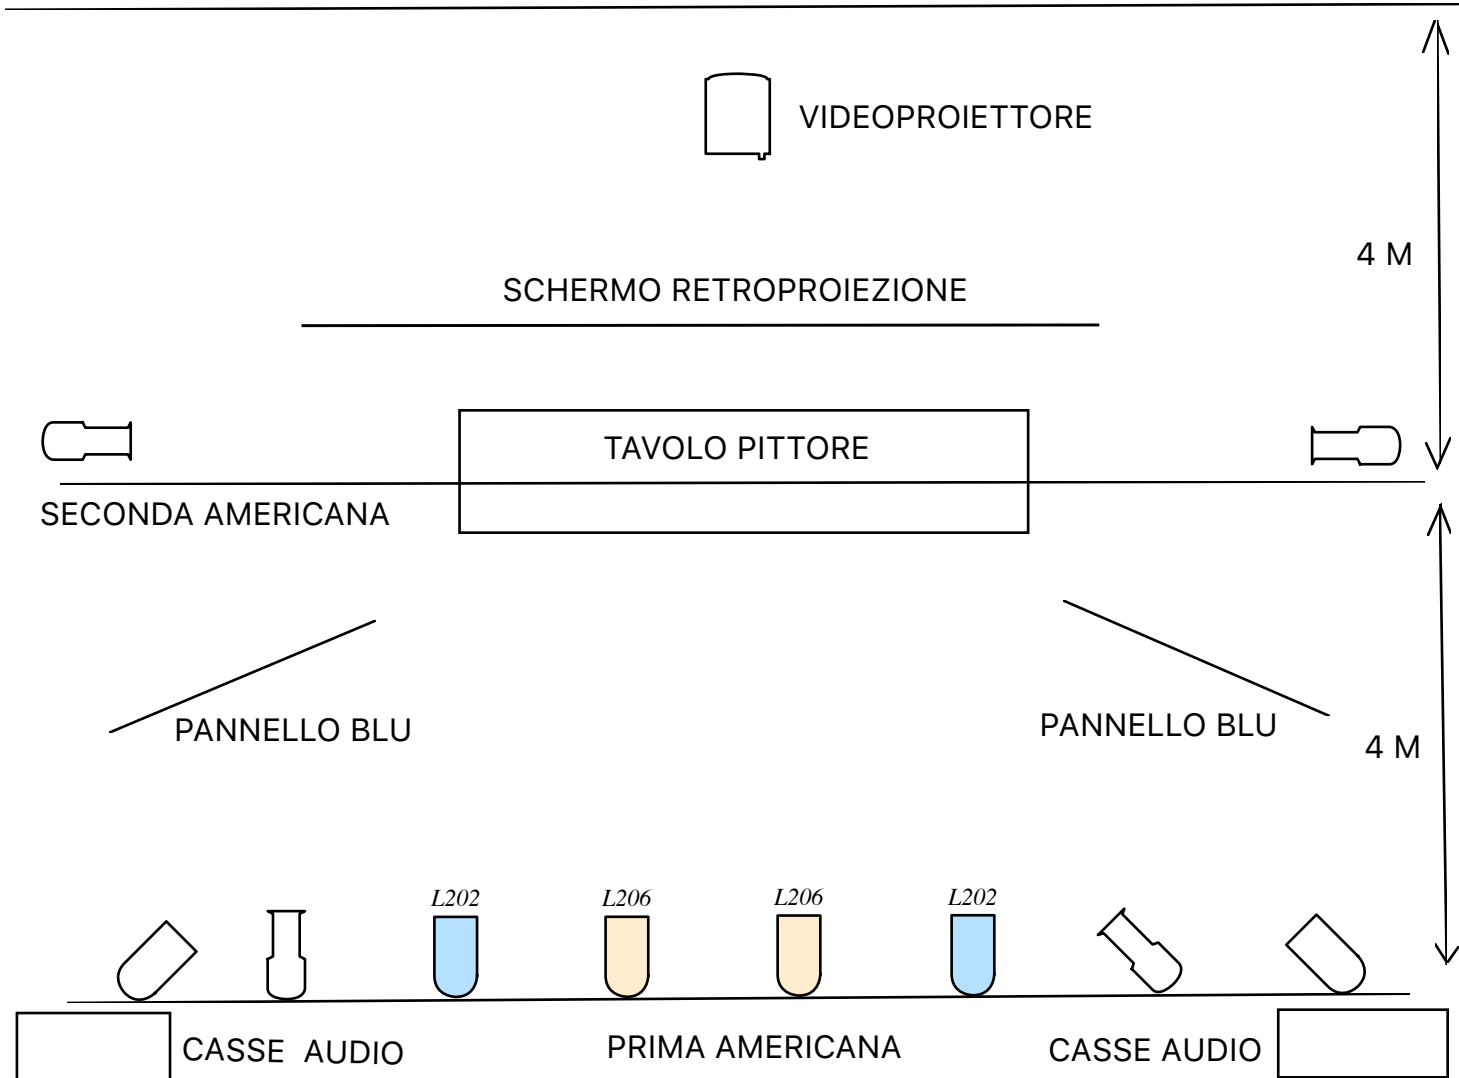 VIDEOPROIETTORE
4 M
SCHERMO RETROPROIEZIONE
TAVOLO PITTORE
SECONDA AMERICANA
PANNELLO BLU
PANNELLO BLU
4 M
L202
L206
L206
L202
CASSE AUDIO
PRIMA AMERICANA
CASSE AUDIO